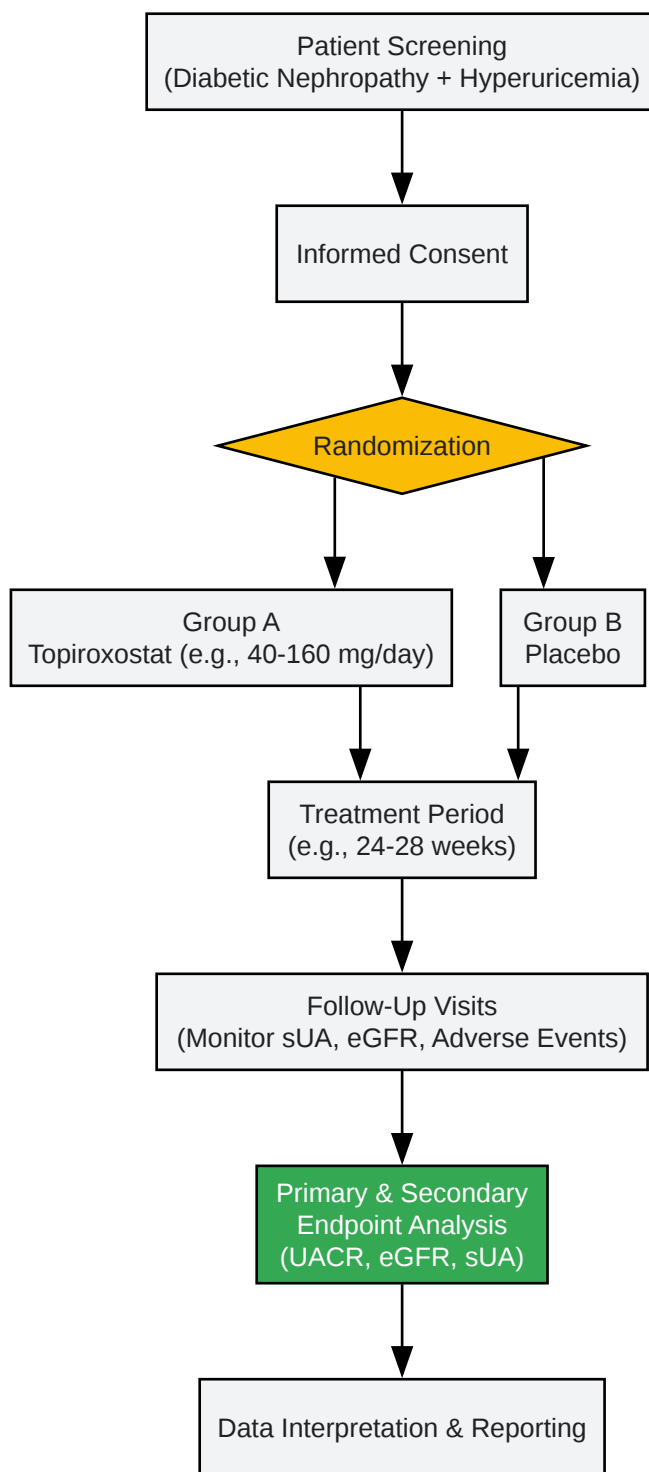 Patient Screening
(Diabetic Nephropathy + Hyperuricemia)
Informed Consent
Randomization
Group A
Topiroxostat (e.g., 40-160 mg/day)
Group B
Placebo
Treatment Period
(e.g., 24-28 weeks)
Follow-Up Visits
(Monitor sUA, eGFR, Adverse Events)
Primary & Secondary
Endpoint Analysis
(UACR, eGFR, sUA)
Data Interpretation & Reporting